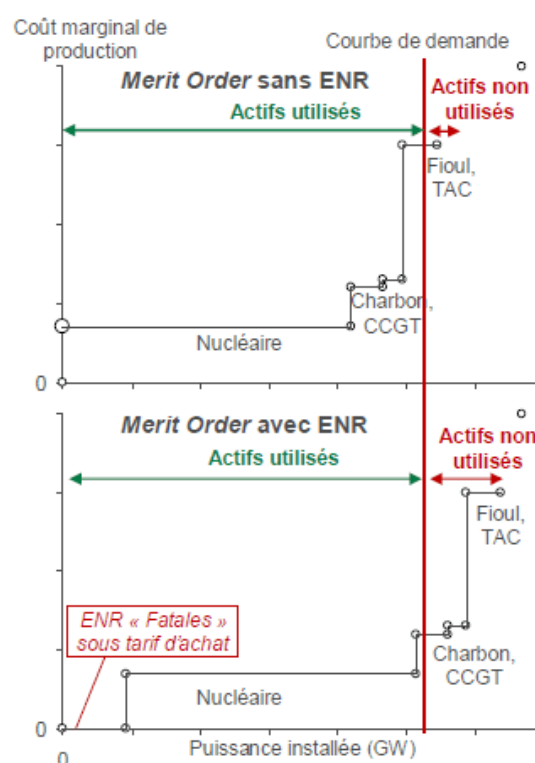 Coût marginal de
production
Courbe de demande
Merit Order sans ENR
Actifs utilisés
Actifs non
utilisés
Fioul,
TAC
Charbon,
CCGT
Nucléaire
0
Merit Order avec ENR
Actifs utilisés
Actifs non
utilisés
Fioul,
TAC
ENR « Fatales »
sous tarif d'achat
Charbon,
CCGT
Nucléaire
0
0
Puissance installée (GW)